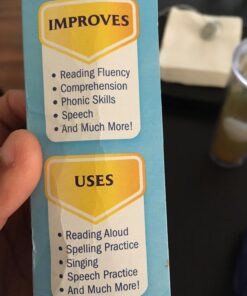 IMPROVES
• Reading Fluency
• Comprehension
• Phonic Skills
• Speech
• And Much More!
USES
• Reading Aloud
• Spelling Practice
• Singing
• Speech Practice
• And Much More!